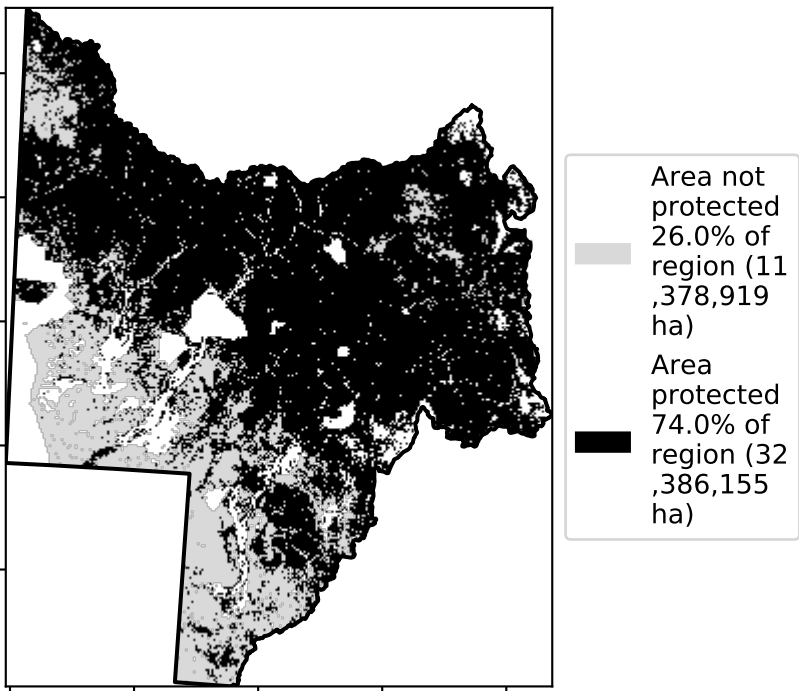 Area not
protected
26.0% of
region (11
,378,919
ha)
Area
protected
74.0% of
region (32
,386,155
ha)